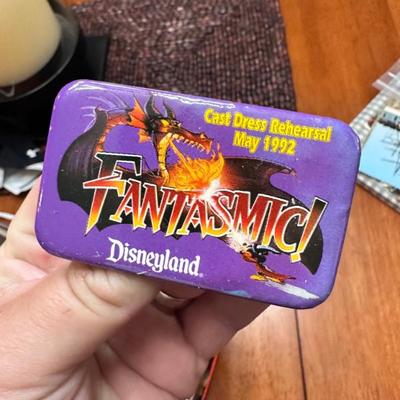 Cast Dress Rehearsal
May 1992
FANTASMIC!
Disneyland®